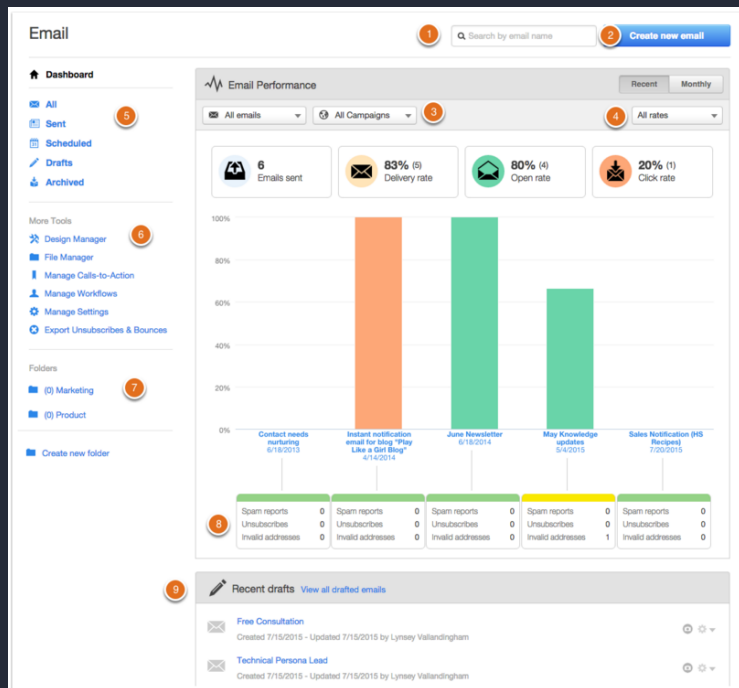 Email
1
Search by email name
2
Create new email
Dashboard
All
5
Sent
Scheduled
Drafts
Archived
More Tools
6
Design Manager
File Manager
Manage Calls-to-Action
Manage Workflows
Manage Settings
Export Unsubscribes & Bounces
Folders
7
(0) Marketing
(0) Product
Create new folder
Email Performance
Recent
Monthly
All emails
All Campaigns
3
4
All rates
6
Emails sent
83% (5)
Delivery rate
80% (4)
Open rate
20% (1)
Click rate
100%
80%
60%
40%
20%
0%
Contact needs
nurturing
6/18/2013
Instant notification
email for blog "Play
Like a Girl Blog"
4/14/2014
June Newsletter
6/18/2014
May Knowledge
updates
5/4/2015
Sales Notification (HS
Recipes)
7/20/2015
8
Spam reports 0
Unsubscribes 0
Invalid addresses 0
Spam reports 0
Unsubscribes 0
Invalid addresses 0
Spam reports 0
Unsubscribes 0
Invalid addresses 0
Spam reports 0
Unsubscribes 0
Invalid addresses 1
Spam reports 0
Unsubscribes 0
Invalid addresses 0
9
Recent drafts View all drafted emails
Free Consultation
Created 7/15/2015 - Updated 7/15/2015 by Lynsey Vallandingham
Technical Persona Lead
Created 7/15/2015 - Updated 7/15/2015 by Lynsey Vallandingham